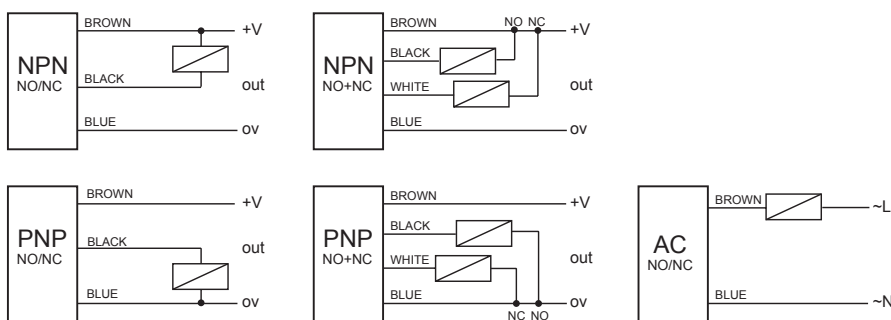 BROWN
+V
NPN
NO/NC
BLACK
out
BLUE
ov
BROWN
NO NC
+V
BLACK
NPN
NO+NC
WHITE
out
BLUE
ov
BROWN
+V
PNP
NO/NC
BLACK
out
BLUE
ov
BROWN
+V
BLACK
PNP
NO+NC
WHITE
out
BLUE
ov
NC NO
BROWN
~L
AC
NO/NC
BLUE
~N